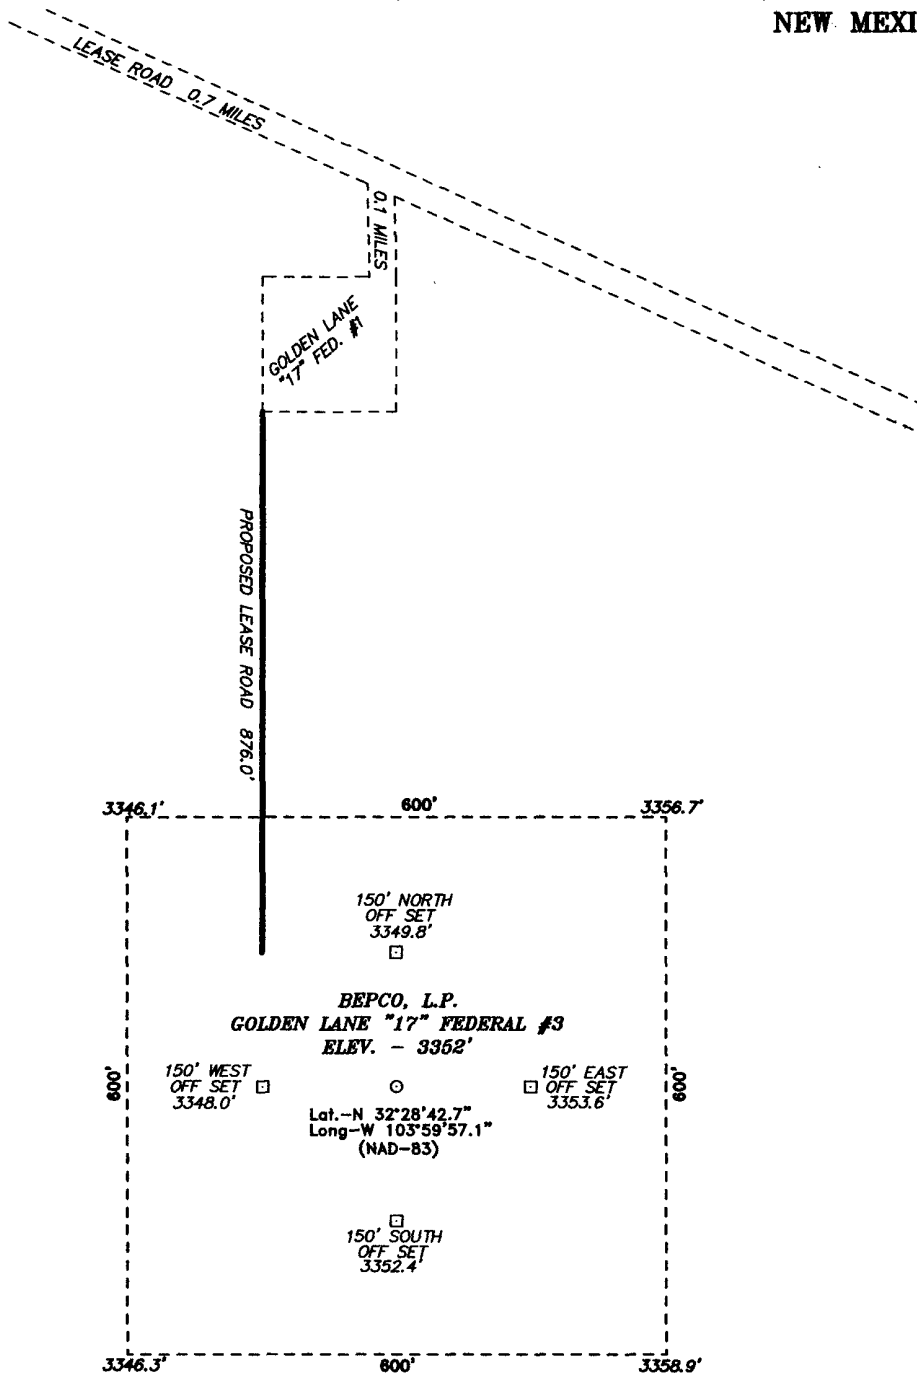 NEW MEXI
LEASE ROAD 0.7 MILES
0.1 MILES
GOLDEN LANE
"17" FED. #1
PROPOSED LEASE ROAD 876.0'
3346.1'
600'
3356.7'
150' NORTH
OFF SET
3349.8'
BEPCO, L.P.
GOLDEN LANE "17" FEDERAL #3
ELEV. - 3352'
600'
150' WEST
OFF SET
3348.0'
150' EAST
OFF SET
3353.6'
600'
Lat.-N 32°28'42.7"
Long-W 103°59'57.1"
(NAD-83)
150' SOUTH
OFF SET
3352.4'
3346.3'
600'
3358.9'